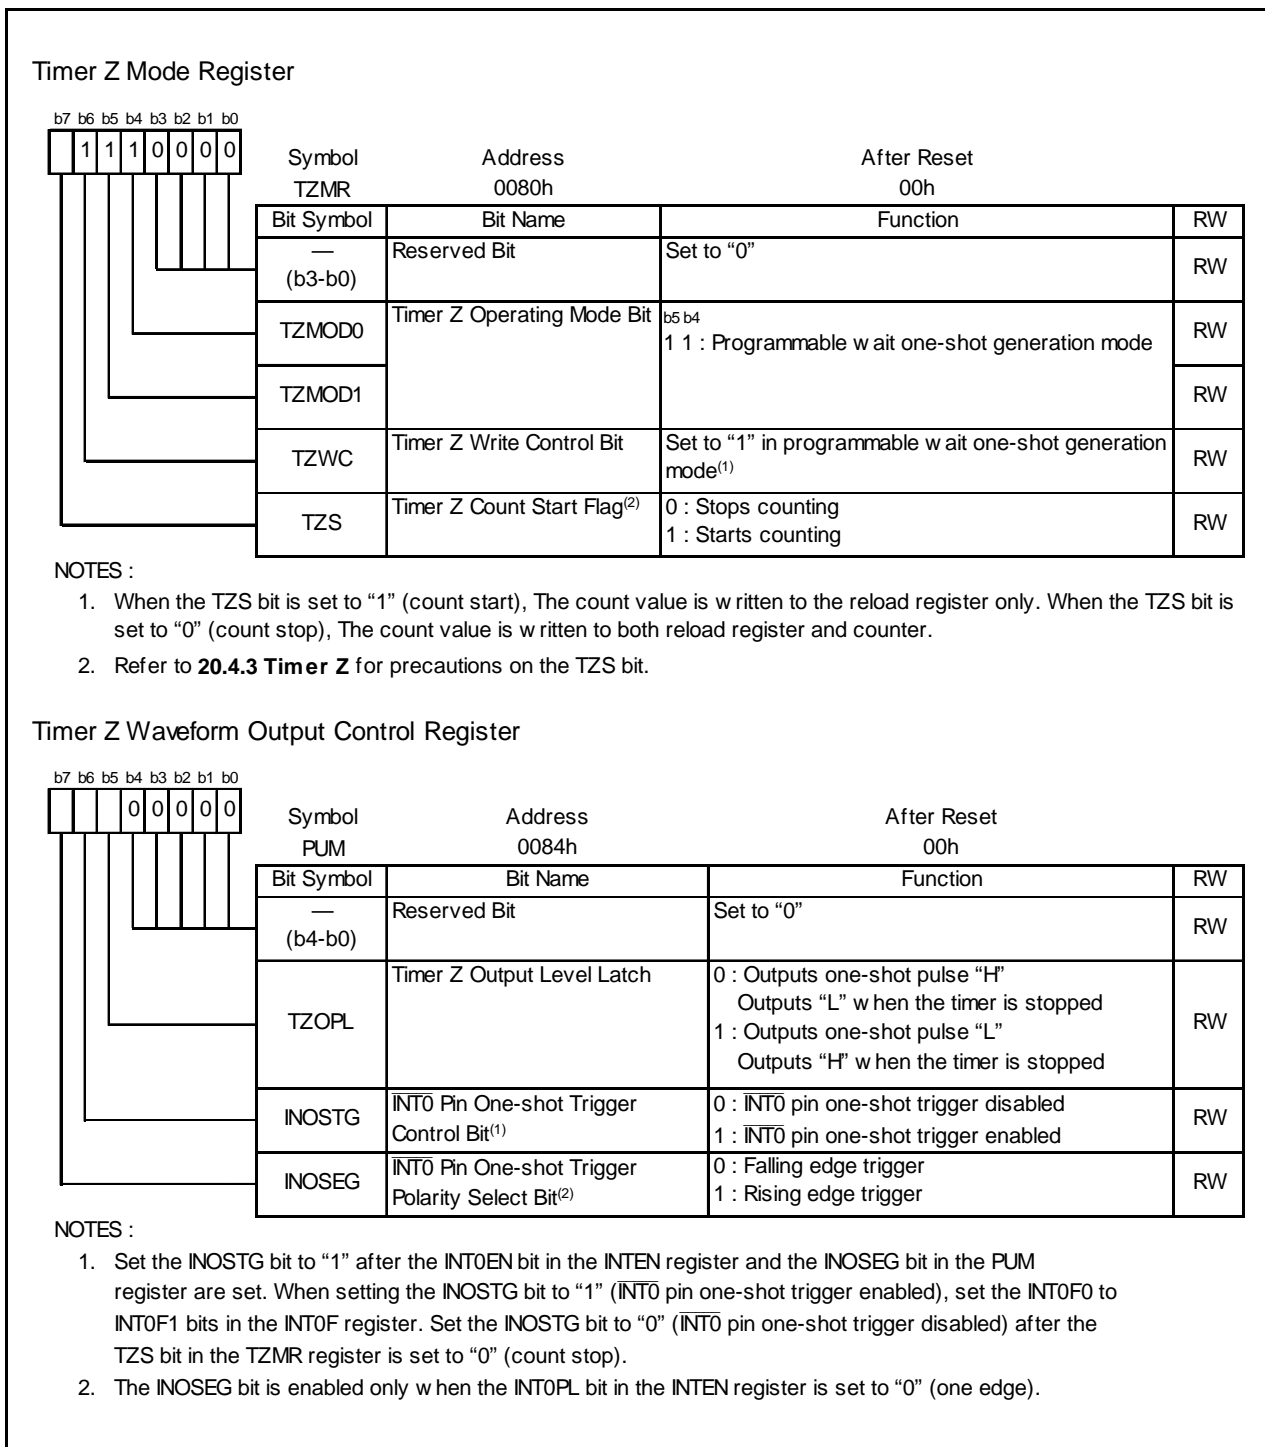 Timer Z Mode Register
b7 b6 b5 b4 b3 b2 b1 b0
1 1 1 0 0 0 0
Symbol Address After Reset
TZMR 0080h 00h
Bit Symbol Bit Name Function RW
— Reserved Bit Set to “0” RW
(b3-b0)
TZMOD0 Timer Z Operating Mode Bit b5 b4 RW
1 1 : Programmable wait one-shot generation mode
TZMOD1 RW
TZWC Timer Z Write Control Bit Set to “1” in programmable wait one-shot generation RW
mode(1)
TZS Timer Z Count Start Flag(2) 0 : Stops counting RW
1 : Starts counting
NOTES :
1. When the TZS bit is set to “1” (count start), The count value is written to the reload register only. When the TZS bit is
set to “0” (count stop), The count value is written to both reload register and counter.
2. Refer to 20.4.3 Timer Z for precautions on the TZS bit.
Timer Z Waveform Output Control Register
b7 b6 b5 b4 b3 b2 b1 b0
0 0 0 0 0
Symbol Address After Reset
PUM 0084h 00h
Bit Symbol Bit Name Function RW
— Reserved Bit Set to “0” RW
(b4-b0)
TZOPL Timer Z Output Level Latch 0 : Outputs one-shot pulse “H” RW
Outputs “L” when the timer is stopped
1 : Outputs one-shot pulse “L”
Outputs “H” when the timer is stopped
INOSTG INT0 Pin One-shot Trigger 0 : INT0 pin one-shot trigger disabled RW
Control Bit(1) 1 : INT0 pin one-shot trigger enabled
INOSEG INT0 Pin One-shot Trigger 0 : Falling edge trigger RW
Polarity Select Bit(2) 1 : Rising edge trigger
NOTES :
1. Set the INOSTG bit to “1” after the INT0EN bit in the INTEN register and the INOSEG bit in the PUM
register are set. When setting the INOSTG bit to “1” (INT0 pin one-shot trigger enabled), set the INT0F0 to
INT0F1 bits in the INT0F register. Set the INOSTG bit to “0” (INT0 pin one-shot trigger disabled) after the
TZS bit in the TZMR register is set to “0” (count stop).
2. The INOSEG bit is enabled only when the INT0PL bit in the INTEN register is set to “0” (one edge).